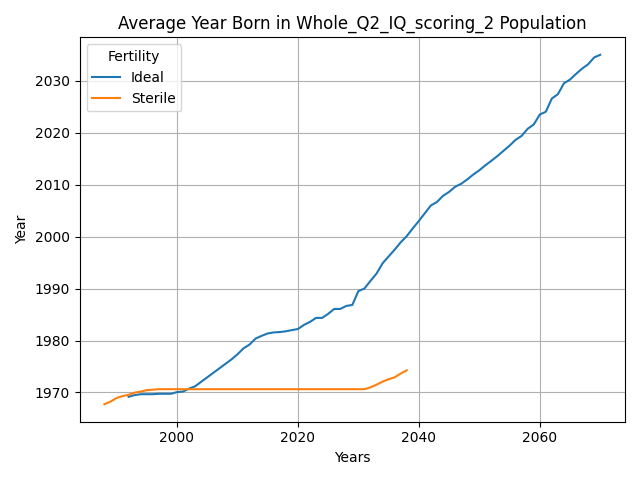 Average Year Born in Whole_Q2_IQ_scoring_2 Population
Fertility
Ideal
Sterile
Year
2030
2020
2010
2000
1990
1980
1970
2000
2020
2040
2060
Years